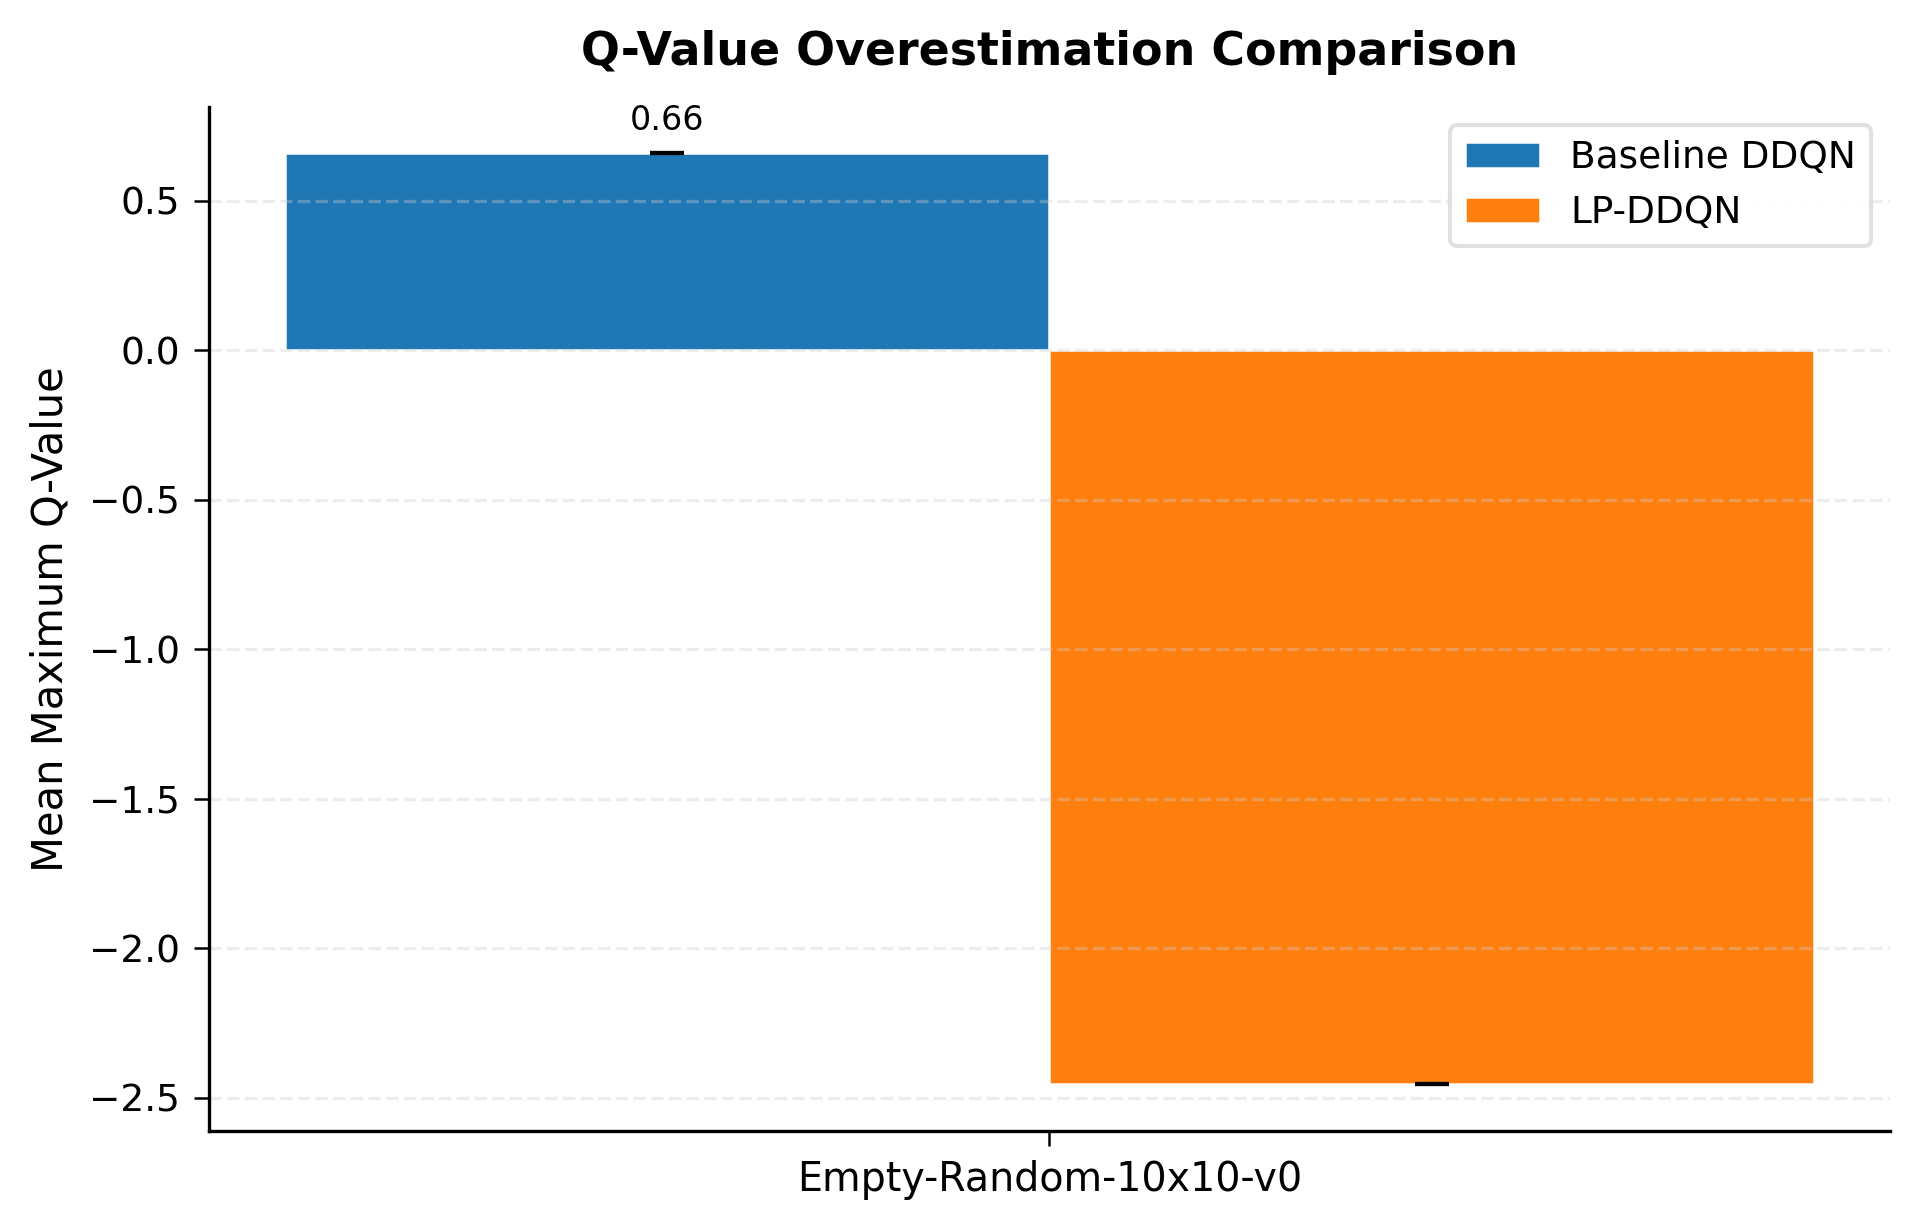 Q-Value Overestimation Comparison
0.66
Baseline DDQN
LP-DDQN
Mean Maximum Q-Value
0.5
0.0
−0.5
−1.0
−1.5
−2.0
−2.5
Empty-Random-10x10-v0